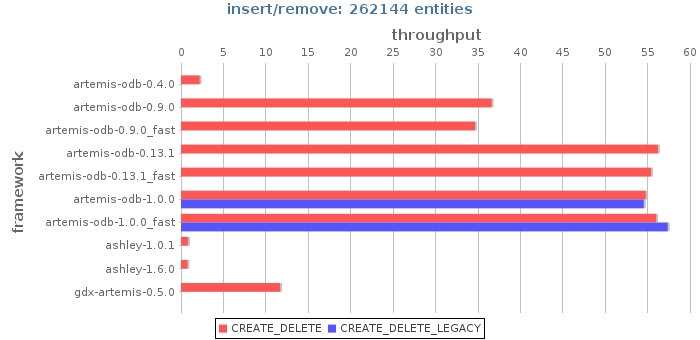 insert/remove: 262144 entities
throughput
0 5 10 15 20 25 30 35 40 45 50 55 60
framework
artemis-odb-0.4.0
artemis-odb-0.9.0
artemis-odb-0.9.0_fast
artemis-odb-0.13.1
artemis-odb-0.13.1_fast
artemis-odb-1.0.0
artemis-odb-1.0.0_fast
ashley-1.0.1
ashley-1.6.0
gdx-artemis-0.5.0
CREATE_DELETE CREATE_DELETE_LEGACY